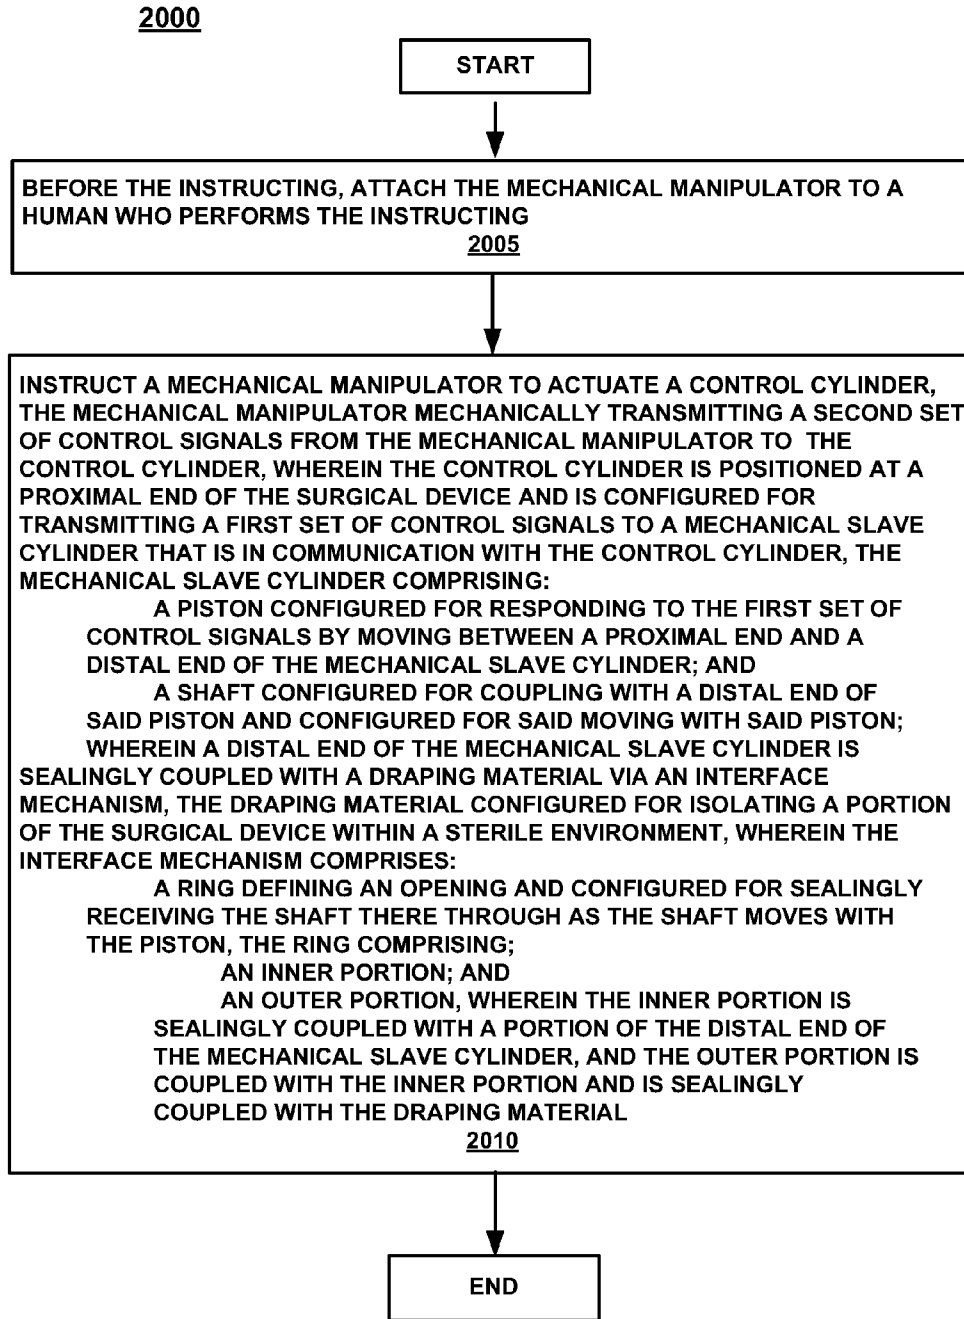 2000
START
BEFORE THE INSTRUCTING, ATTACH THE MECHANICAL MANIPULATOR TO A
HUMAN WHO PERFORMS THE INSTRUCTING
2005
INSTRUCT A MECHANICAL MANIPULATOR TO ACTUATE A CONTROL CYLINDER,
THE MECHANICAL MANIPULATOR MECHANICALLY TRANSMITTING A SECOND SET
OF CONTROL SIGNALS FROM THE MECHANICAL MANIPULATOR TO THE
CONTROL CYLINDER, WHEREIN THE CONTROL CYLINDER IS POSITIONED AT A
PROXIMAL END OF THE SURGICAL DEVICE AND IS CONFIGURED FOR
TRANSMITTING A FIRST SET OF CONTROL SIGNALS TO A MECHANICAL SLAVE
CYLINDER THAT IS IN COMMUNICATION WITH THE CONTROL CYLINDER, THE
MECHANICAL SLAVE CYLINDER COMPRISING:
A PISTON CONFIGURED FOR RESPONDING TO THE FIRST SET OF
CONTROL SIGNALS BY MOVING BETWEEN A PROXIMAL END AND A
DISTAL END OF THE MECHANICAL SLAVE CYLINDER; AND
A SHAFT CONFIGURED FOR COUPLING WITH A DISTAL END OF
SAID PISTON AND CONFIGURED FOR SAID MOVING WITH SAID PISTON;
WHEREIN A DISTAL END OF THE MECHANICAL SLAVE CYLINDER IS
SEALINGLY COUPLED WITH A DRAPING MATERIAL VIA AN INTERFACE
MECHANISM, THE DRAPING MATERIAL CONFIGURED FOR ISOLATING A PORTION
OF THE SURGICAL DEVICE WITHIN A STERILE ENVIRONMENT, WHEREIN THE
INTERFACE MECHANISM COMPRISES:
A RING DEFINING AN OPENING AND CONFIGURED FOR SEALINGLY
RECEIVING THE SHAFT THERE THROUGH AS THE SHAFT MOVES WITH
THE PISTON, THE RING COMPRISING;
AN INNER PORTION; AND
AN OUTER PORTION, WHEREIN THE INNER PORTION IS
SEALINGLY COUPLED WITH A PORTION OF THE DISTAL END OF
THE MECHANICAL SLAVE CYLINDER, AND THE OUTER PORTION IS
COUPLED WITH THE INNER PORTION AND IS SEALINGLY
COUPLED WITH THE DRAPING MATERIAL
2010
END